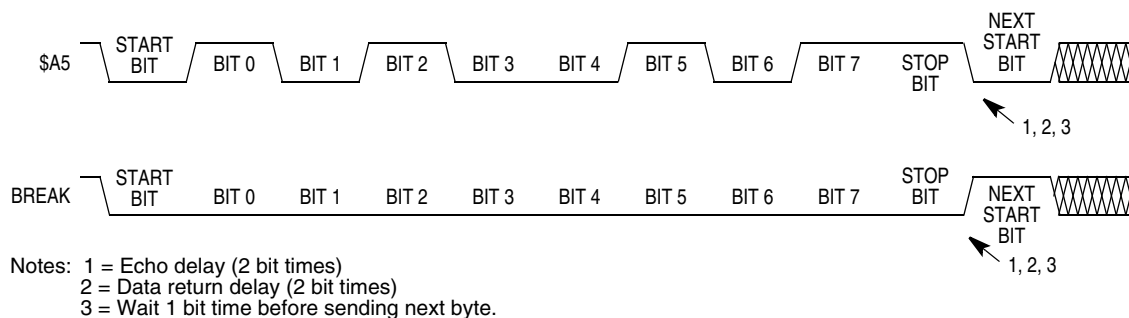 $A5 START BIT BIT 0 BIT 1 BIT 2 BIT 3 BIT 4 BIT 5 BIT 6 BIT 7 STOP BIT NEXT START BIT
1, 2, 3
BREAK START BIT BIT 0 BIT 1 BIT 2 BIT 3 BIT 4 BIT 5 BIT 6 BIT 7 STOP BIT NEXT START BIT
1, 2, 3
Notes: 1 = Echo delay (2 bit times)
2 = Data return delay (2 bit times)
3 = Wait 1 bit time before sending next byte.